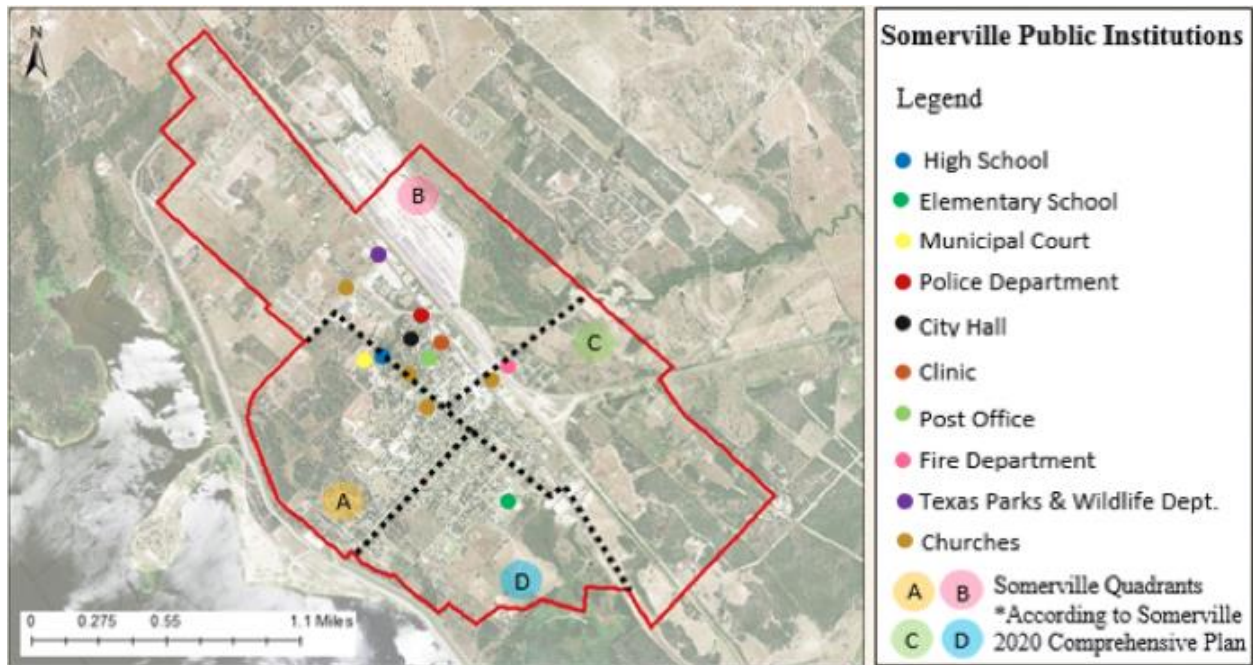 N
B
C
A
D
0 0.275 0.55 1.1 Miles
Somerville Public Institutions
Legend
High School
Elementary School
Municipal Court
Police Department
City Hall
Clinic
Post Office
Fire Department
Texas Parks & Wildlife Dept.
Churches
A B Somerville Quadrants
*According to Somerville
C D 2020 Comprehensive Plan